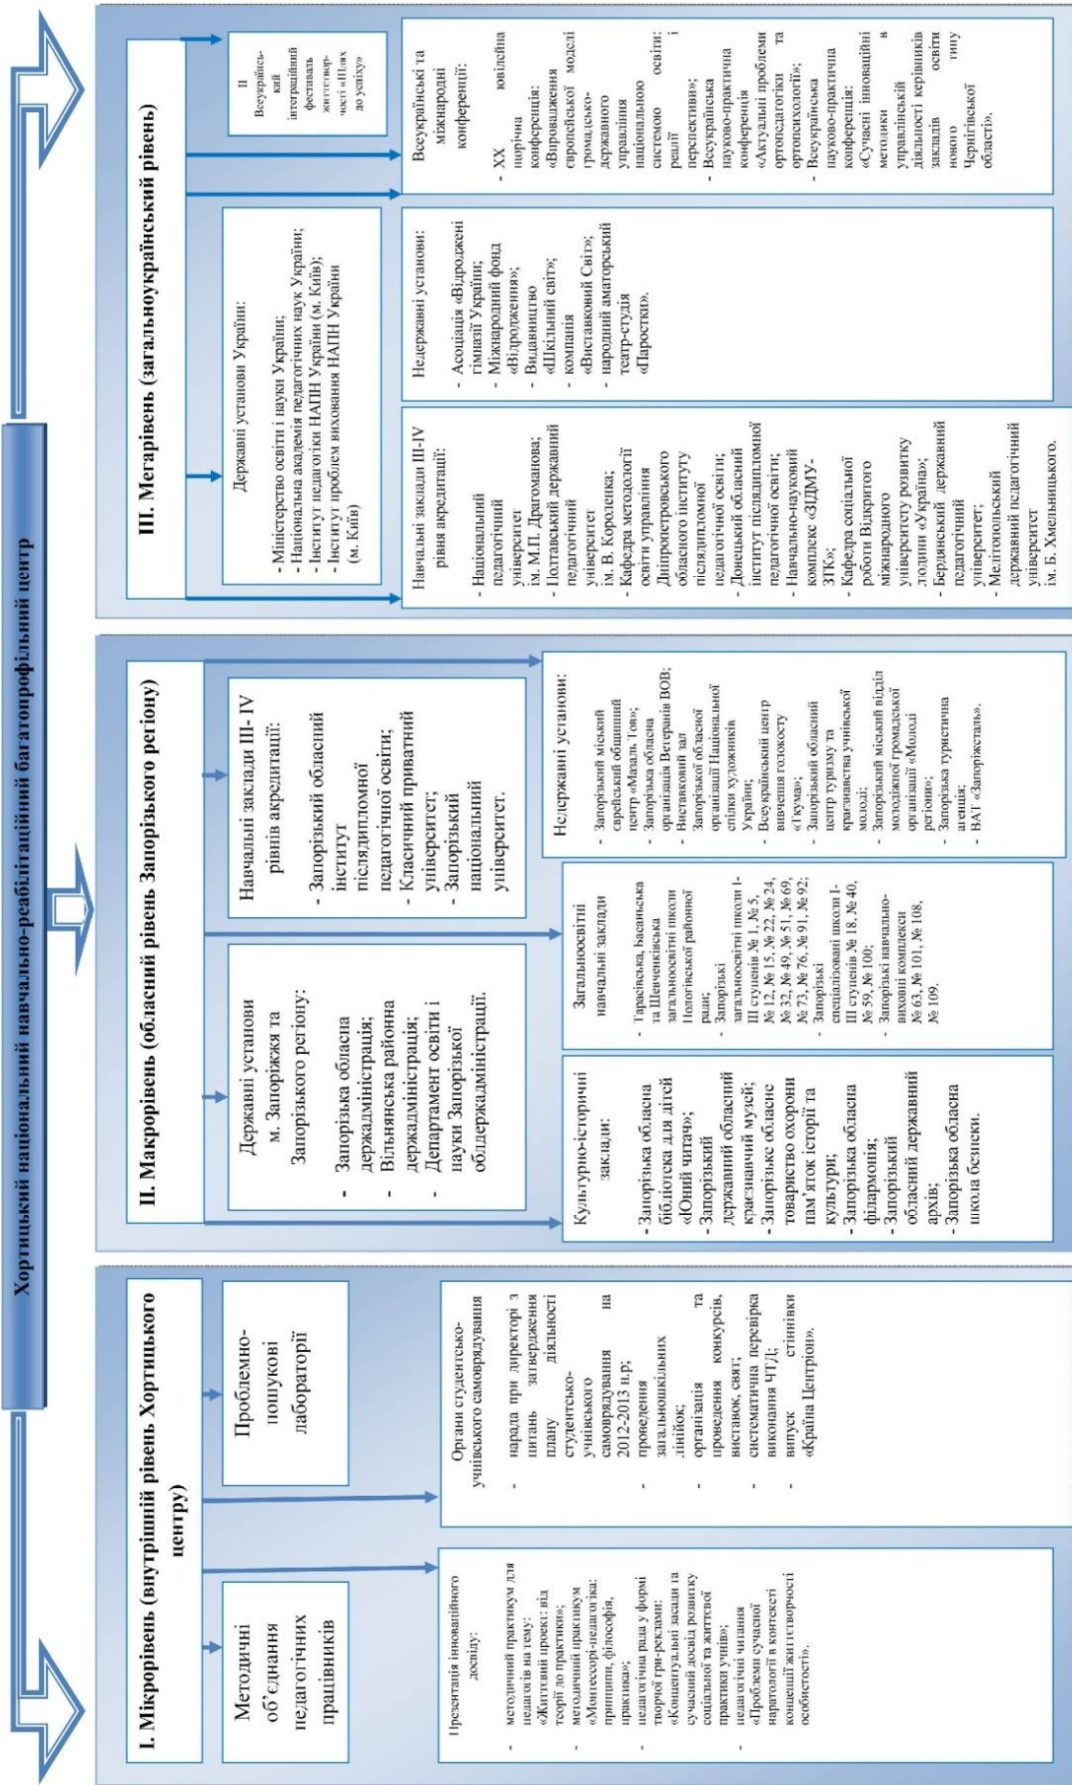 Хортицький національний навчально-реабілітаційний багатопрофільний центр
І. Мікрорівень (внутрішній рівень Хортицького
центру)
Методичні
об’єднання
педагогічних
працівників
Проблемно-
пошукові
лабораторії
Презентація інноваційного
досвіду:
- методичний практикум для
педагогів на тему:
«Життєвий проект: від
теорії до практики»;
- методичний практикум
«Монтессорі-педагогіка:
принципи, філософія,
практика»;
- педагогічна рада у формі
творчої гри-реклами:
«Концептуальні засади та
сучасний досвід розвитку
соціальної та життєвої
практики учнів»;
- педагогічні читання
«Проблеми сучасної
наратології в контексті
концепції життєтворчості
особистості».
Органи студентсько-
учнівського самоврядування
- нарада при директорі з
питань затвердження
плану діяльності
студентсько-
учнівського
самоврядування на
2012-2013 н.р;
- проведення
загальношкільних
лінійок;
- організація та
проведення конкурсів,
виставок, свят;
- систематична перевірка
виконання ЧТД;
- випуск стіннівки
«Країна Центріон».
ІІ. Макрорівень (обласний рівень Запорізького регіону)
Державні установи
м. Запоріжжя та
Запорізького регіону:
- Запорізька обласна
держадміністрація;
- Вільнянська районна
держадміністрація;
- Департамент освіти і
науки Запорізької
облдержадміністрації.
Навчальні заклади ІІІ- ІV
рівнів акредитації:
- Запорізький обласний
інститут
післядипломної
педагогічної освіти;
- Класичний приватний
університет;
- Запорізький
національний
університет.
Культурно-історичні
заклади:
- Запорізька обласна
бібліотека для дітей
«Юний читач»;
- Запорізький
державний обласний
краєзнавчий музей;
- Запорізьке обласне
товариство охорони
пам’яток історії та
культури;
- Запорізька обласна
філармонія;
- Запорізький
обласний державний
архів;
- Запорізька обласна
школа безпеки.
Загальноосвітні
навчальні заклади
- Тарасівська, Басанська
та Шевченківська
загальноосвітні школи
Пологівської районної
ради;
- Запорізькі
загальноосвітні школи І-
ІІІ ступенів № 1, № 5,
№ 12, № 15, № 22, № 24,
№ 32, № 49, № 51, № 69,
№ 73, № 76, № 91, № 92;
- Запорізькі
спеціалізовані школи І-
ІІІ ступенів № 18, № 40,
№ 59, № 100;
- Запорізькі навчально-
виховні комплекси
№ 63, № 101, № 108,
№ 109.
Недержавні установи:
- Запорізький міський
єврейський общинний
центр «Мазаль Тов»;
- Запорізька обласна
організація Ветеранів ВОВ;
- Виставковий зал
Запорізької обласної
організації Національної
спілки художників
України;
- Всеукраїнський центр
вивчення голокосту
«Ткума»;
- Запорізький обласний
центр туризму та
краєзнавства учнівської
молоді;
- Запорізький міський відділ
молодіжної громадської
організації «Молоді
регіони»;
- Запорізька туристична
агенція;
- ВАТ «Запоріжсталь».
ІІІ. Мегарівень (загальноукраїнський рівень)
Державні установи України:
- Міністерство освіти і науки України;
- Національна академія педагогічних наук України;
- Інститут педагогіки НАПН України (м. Київ);
- Інститут проблем виховання НАПН України
(м. Київ)
ІІ
Всеукраїнсь-
кий
інтеграційний
фестиваль
життєтвор-
чості «Шлях
до успіху»
Навчальні заклади ІІІ-ІV
рівня акредитації:
- Національний
педагогічний
університет
ім. М.П. Драгоманова;
- Полтавський державний
педагогічний
університет
ім. В. Короленка;
- Кафедра методології
освіти управління
Дніпропетровського
обласного інституту
післядипломної
педагогічної освіти;
- Донецький обласний
інститут післядипломної
педагогічної освіти;
- Навчально-науковий
комплекс «ЗІДМУ-
ЗТК»;
- Кафедра соціальної
роботи Відкритого
міжнародного
університету розвитку
людини «Україна»;
- Бердянський державний
педагогічний
університет;
- Мелітопольський
державний педагогічний
університет
ім. Б. Хмельницького.
Недержавні установи:
- Асоціація «Відроджені
гімназії України;
- Міжнародний фонд
«Відродження»;
- Видавництво
«Шкільний світ»;
- компанія
«Виставковий Світ»;
- народний аматорський
театр-студія
«Паростки».
Всеукраїнські та
міжнародні
конференції:
- ХХ ювілейна
щорічна
конференція:
«Впровадження
європейської моделі
громадсько-
державного
управління
національною
системою освіти:
реалії і
перспективи»;
- Всеукраїнська
науково-практична
конференція
«Актуальні проблеми
ортопедагогіки та
ортопсихології»;
- Всеукраїнська
науково-практична
конференція:
«Сучасні інноваційні
методики в
управлінській
діяльності керівників
закладів освіти
нового типу
Чернігівської
області».